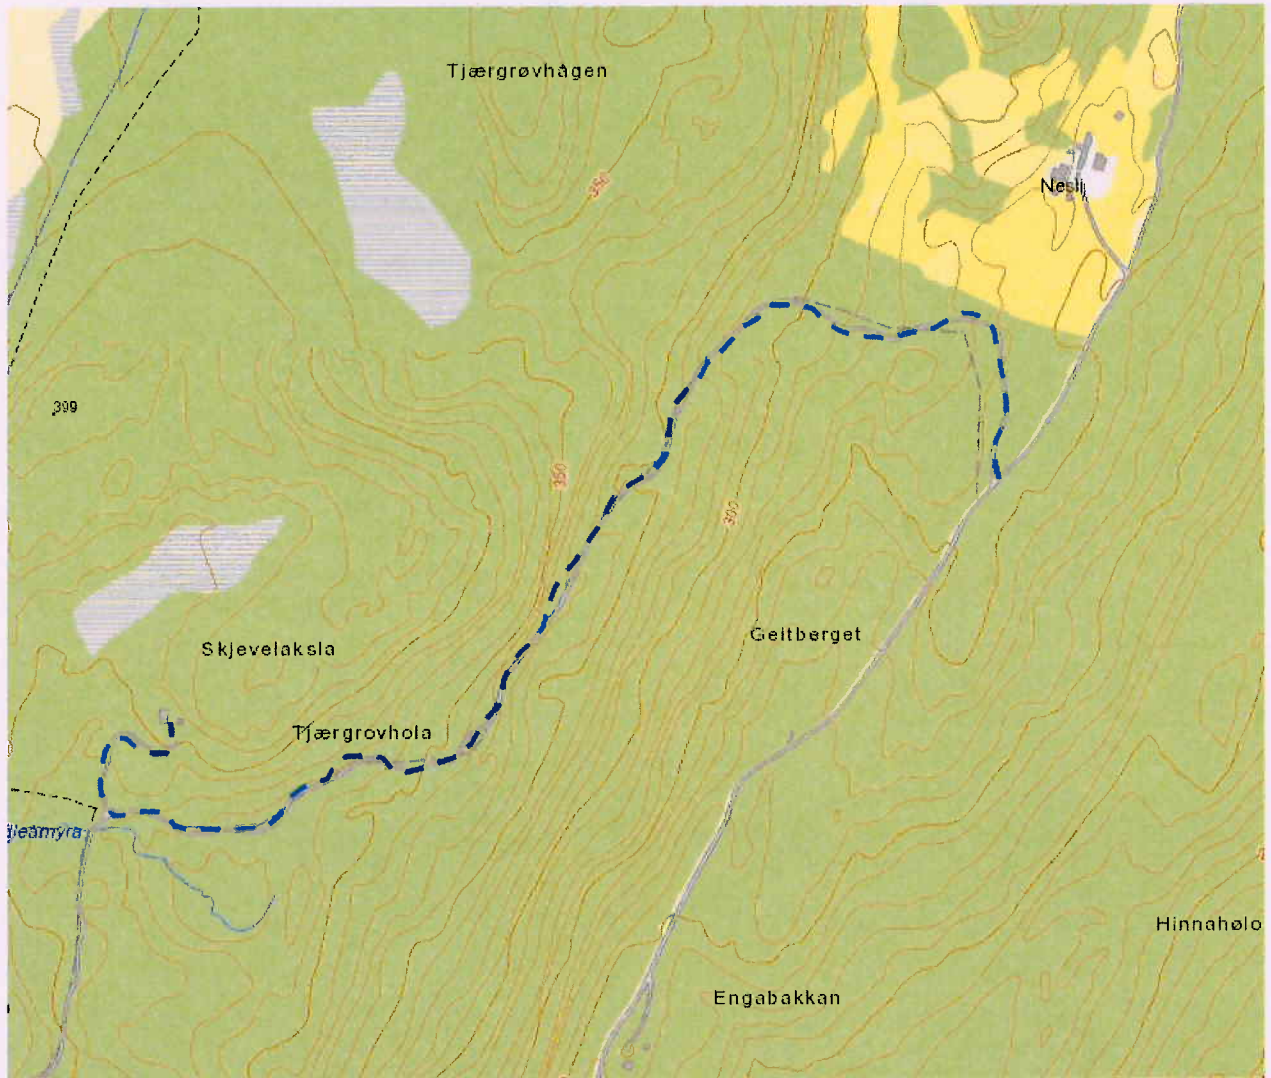 Tjærgrøvhågen
350
Nesli
399
350
300
Geitberget
Skjevelaksla
Tjærgrovhola
Hinnahølo
Engabakkan